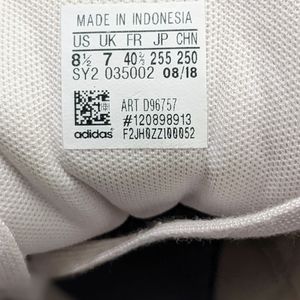 MADE IN INDONESIA
US UK FR JP CHN
8½ 7 40⅔ 255 250
SY2 035002 08/18
ART D96757
#120898913
adidas F2JH0ZZ100052